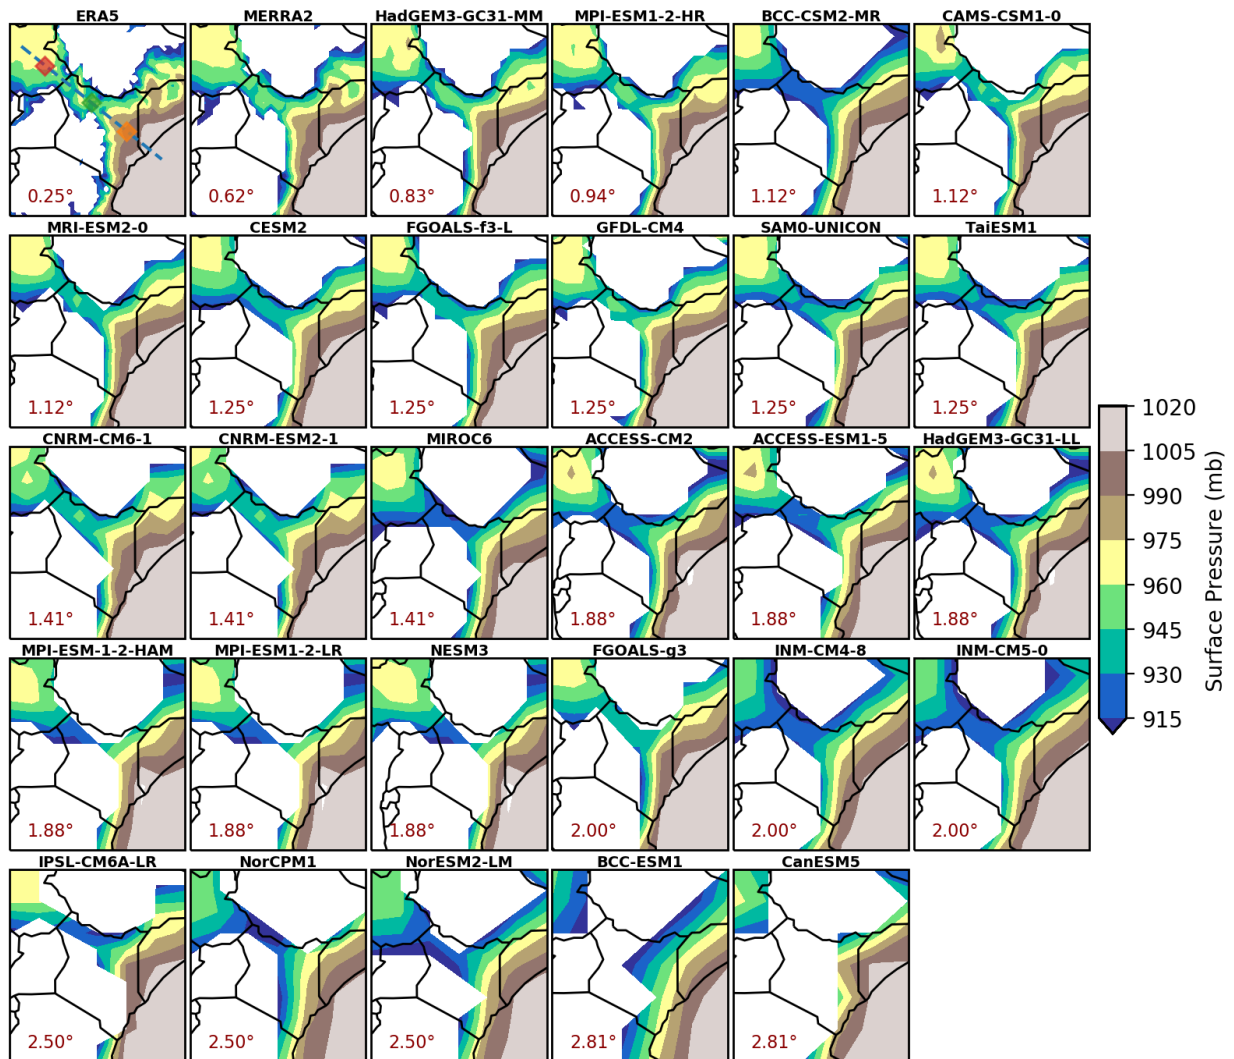 ERA5 MERRA2 HadGEM3-GC31-MM MPI-ESM1-2-HR BCC-CSM2-MR CAMS-CSM1-0
0.25° 0.62° 0.83° 0.94° 1.12° 1.12°
MRI-ESM2-0 CESM2 FGOALS-f3-L GFDL-CM4 SAM0-UNICON TaiESM1
1.12° 1.25° 1.25° 1.25° 1.25° 1.25°
CNRM-CM6-1 CNRM-ESM2-1 MIROC6 ACCESS-CM2 ACCESS-ESM1-5 HadGEM3-GC31-LL
1.41° 1.41° 1.41° 1.88° 1.88° 1.88°
MPI-ESM-1-2-HAM MPI-ESM1-2-LR NESM3 FGOALS-g3 INM-CM4-8 INM-CM5-0
1.88° 1.88° 1.88° 2.00° 2.00° 2.00°
IPSL-CM6A-LR NorCPM1 NorESM2-LM BCC-ESM1 CanESM5
2.50° 2.50° 2.50° 2.81° 2.81°
1020
1005
990
975
960
945
930
915
Surface Pressure (mb)